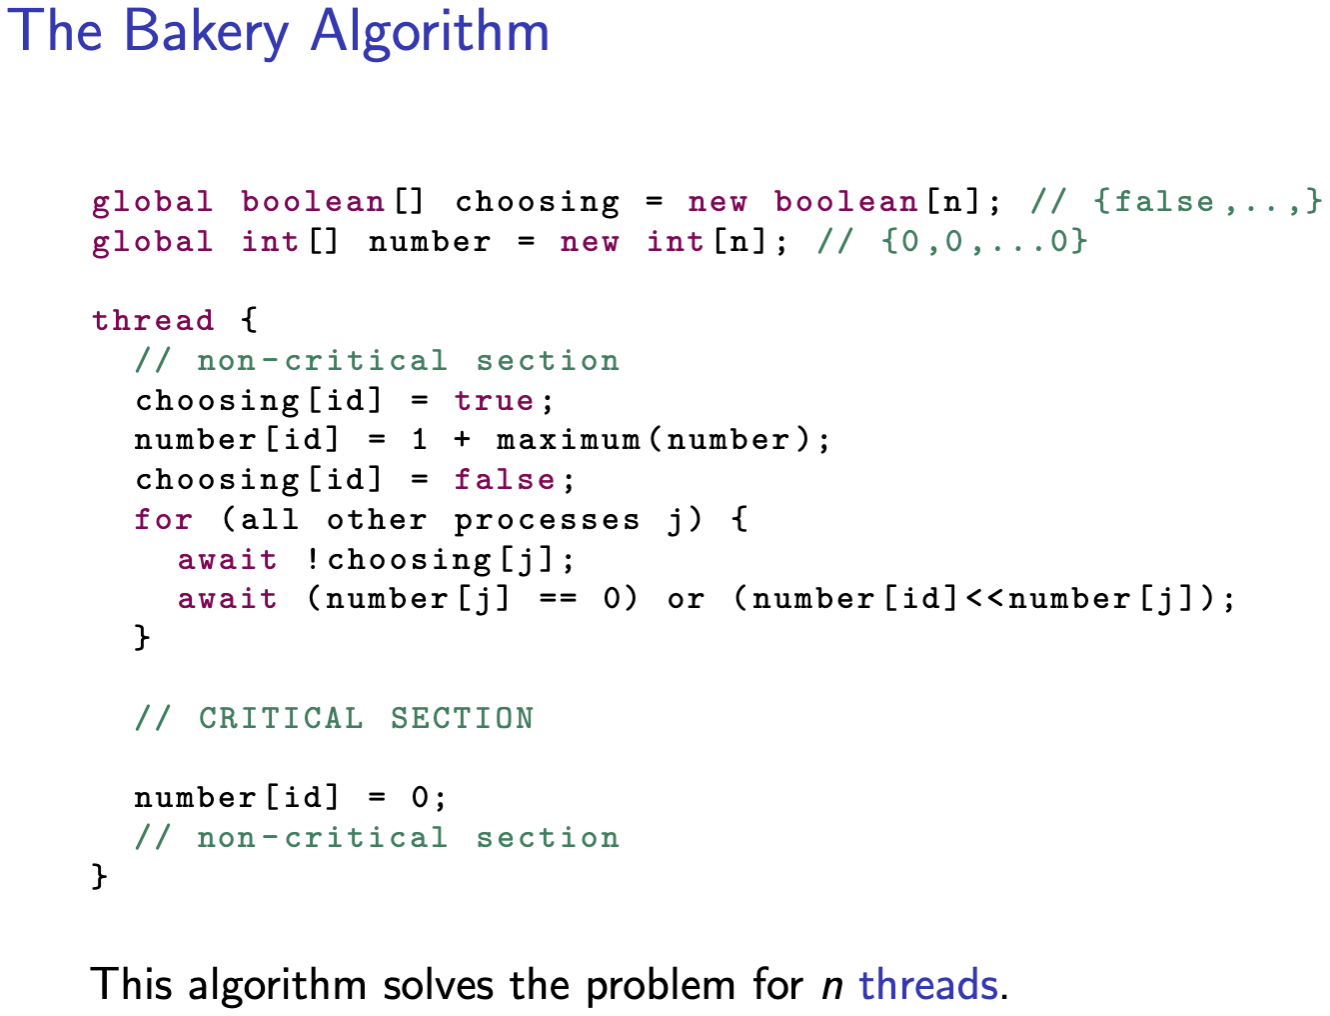 The Bakery Algorithm
global boolean[] choosing = new boolean[n]; // {false,..,}
global int[] number = new int[n]; // {0,0,...0}
thread {
// non-critical section
choosing[id] = true;
number[id] = 1 + maximum(number);
choosing[id] = false;
for (all other processes j) {
await !choosing[j];
await (number[j] == 0) or (number[id]<<number[j]);
}
// CRITICAL SECTION
number[id] = 0;
// non-critical section
}
This algorithm solves the problem for n threads.